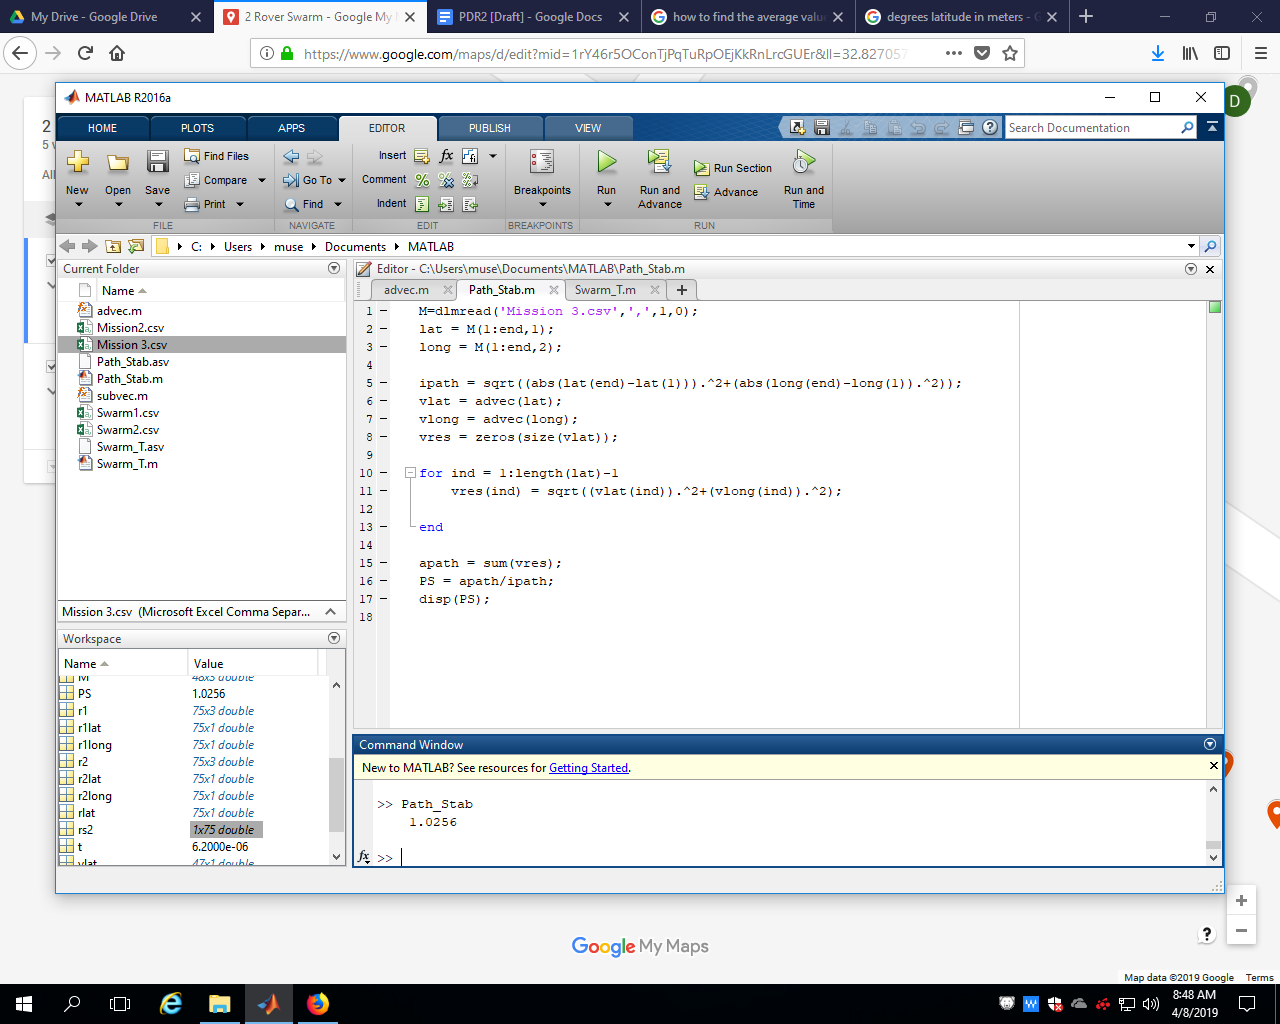 My Drive - Google Drive
2 Rover Swarm - Google My
PDR2 [Draft] - Google Docs
how to find the average valu
degrees latitude in meters -
https://www.google.com/maps/d/edit?mid=1rY46r5OConTjPqTuRpOEjKkRnLrcGUEr&ll=32.827057
2
5 v
All
D
MATLAB R2016a
HOME
PLOTS
APPS
EDITOR
PUBLISH
VIEW
Search Documentation
New
Open
Save
Find Files
Compare
Print
Go To
Find
Insert
Comment
Indent
Breakpoints
Run
Run and Advance
Run Section
Advance
Run and Time
FILE
NAVIGATE
EDIT
BREAKPOINTS
RUN
C:
Users
muse
Documents
MATLAB
Current Folder
Name
advec.m
Mission2.csv
Mission 3.csv
Path_Stab.asv
Path_Stab.m
subvec.m
Swarm1.csv
Swarm2.csv
Swarm_T.asv
Swarm_T.m
Mission 3.csv (Microsoft Excel Comma Separ...
Workspace
Name Value
M 48x3 double
PS 1.0256
r1 75x3 double
r1lat 75x1 double
r1long 75x1 double
r2 75x3 double
r2lat 75x1 double
r2long 75x1 double
rlat 75x1 double
rs2 1x75 double
t 6.2000e-06
vlat 47x1 double
Editor - C:\Users\muse\Documents\MATLAB\Path_Stab.m
advec.m
Path_Stab.m
Swarm_T.m
1 M=dlmread('Mission 3.csv',',',1,0);
2 lat = M(1:end,1);
3 long = M(1:end,2);
4
5 ipath = sqrt((abs(lat(end)-lat(1))).^2+(abs(long(end)-long(1)).^2));
6 vlat = advec(lat);
7 vlong = advec(long);
8 vres = zeros(size(vlat));
9
10 for ind = 1:length(lat)-1
11 vres(ind) = sqrt((vlat(ind)).^2+(vlong(ind)).^2);
12
13 end
14
15 apath = sum(vres);
16 PS = apath/ipath;
17 disp(PS);
18
Command Window
New to MATLAB? See resources for Getting Started.
>> Path_Stab
1.0256
fx >>
Google My Maps
Map data ©2019 Google Terms
8:48 AM
4/8/2019